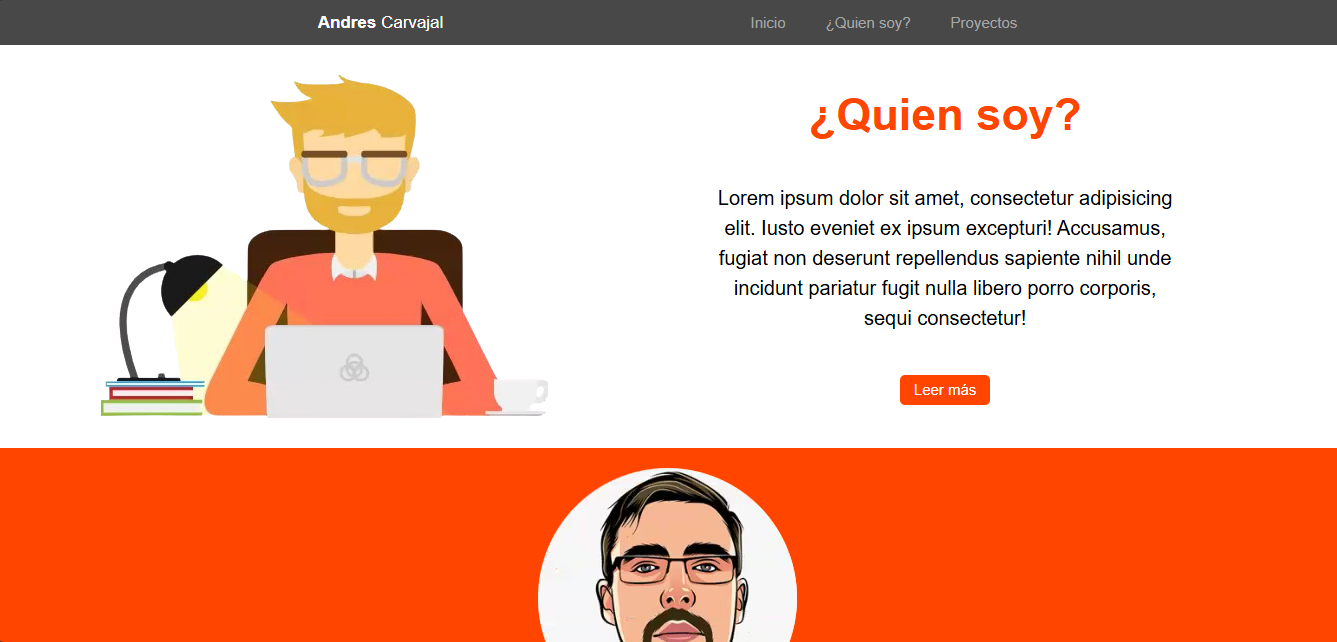 Andres Carvajal
Inicio ¿Quien soy? Proyectos
¿Quien soy?
Lorem ipsum dolor sit amet, consectetur adipisicing
elit. Iusto eveniet ex ipsum excepturi! Accusamus,
fugiat non deserunt repellendus sapiente nihil unde
incidunt pariatur fugit nulla libero porro corporis,
sequi consectetur!
Leer más